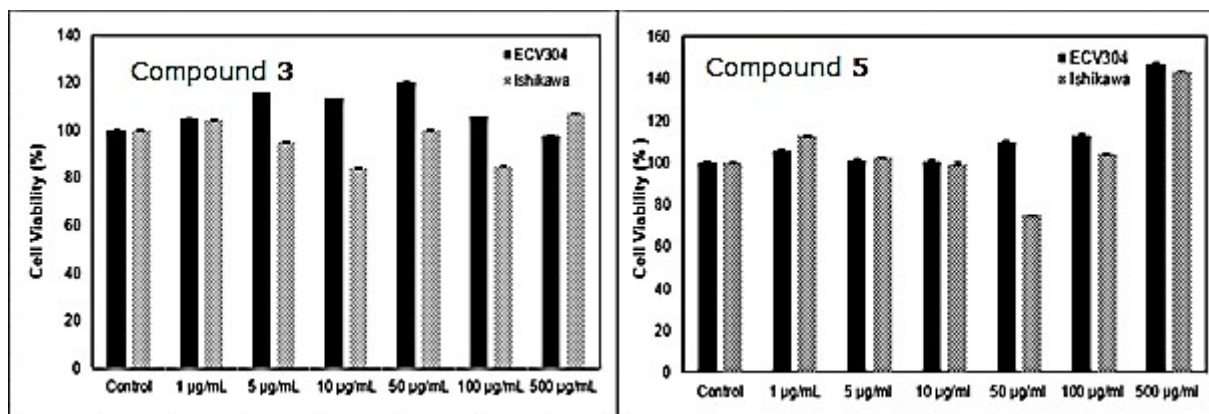 140
120
100
80
60
40
20
0
Cell Viability (%)
Compound 3
ECV304
Ishikawa
Control 1 µg/mL 5 µg/mL 10 µg/mL 50 µg/mL 100 µg/mL 500 µg/mL
160
140
120
100
80
60
40
20
0
Cell Viability (%)
Compound 5
ECV304
Ishikawa
Control 1 µg/mL 5 µg/ml 10 µg/ml 50 µg/ml 100 µg/ml 500 µg/ml